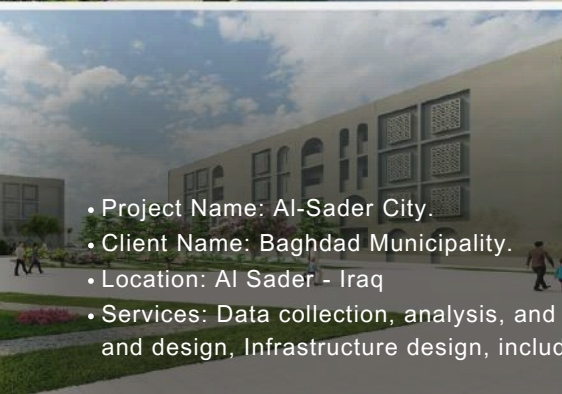 • Project Name: Al-Sader City.
• Client Name: Baghdad Municipality.
• Location: Al Sader - Iraq
• Services: Data collection, analysis, and
and design, Infrastructure design, includ